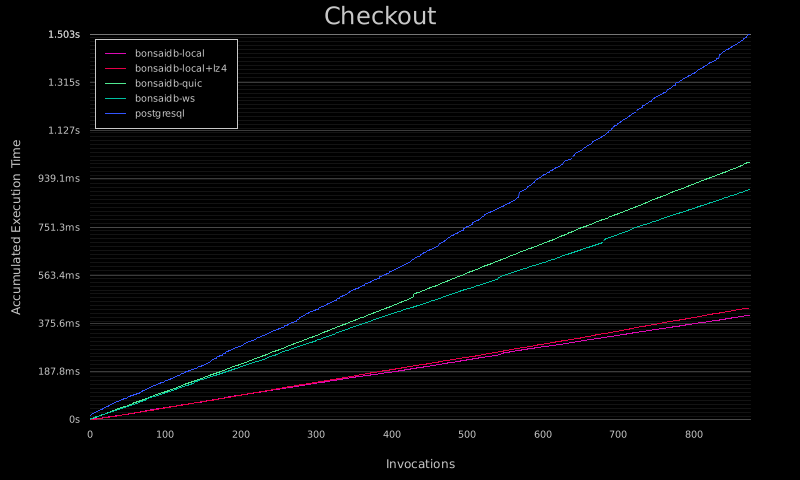 Checkout
1.503s
1.315s
1.127s
939.1ms
751.3ms
563.4ms
375.6ms
187.8ms
0s
Accumulated Execution Time
bonsaidb-local
bonsaidb-local+lz4
bonsaidb-quic
bonsaidb-ws
postgresql
0 100 200 300 400 500 600 700 800
Invocations